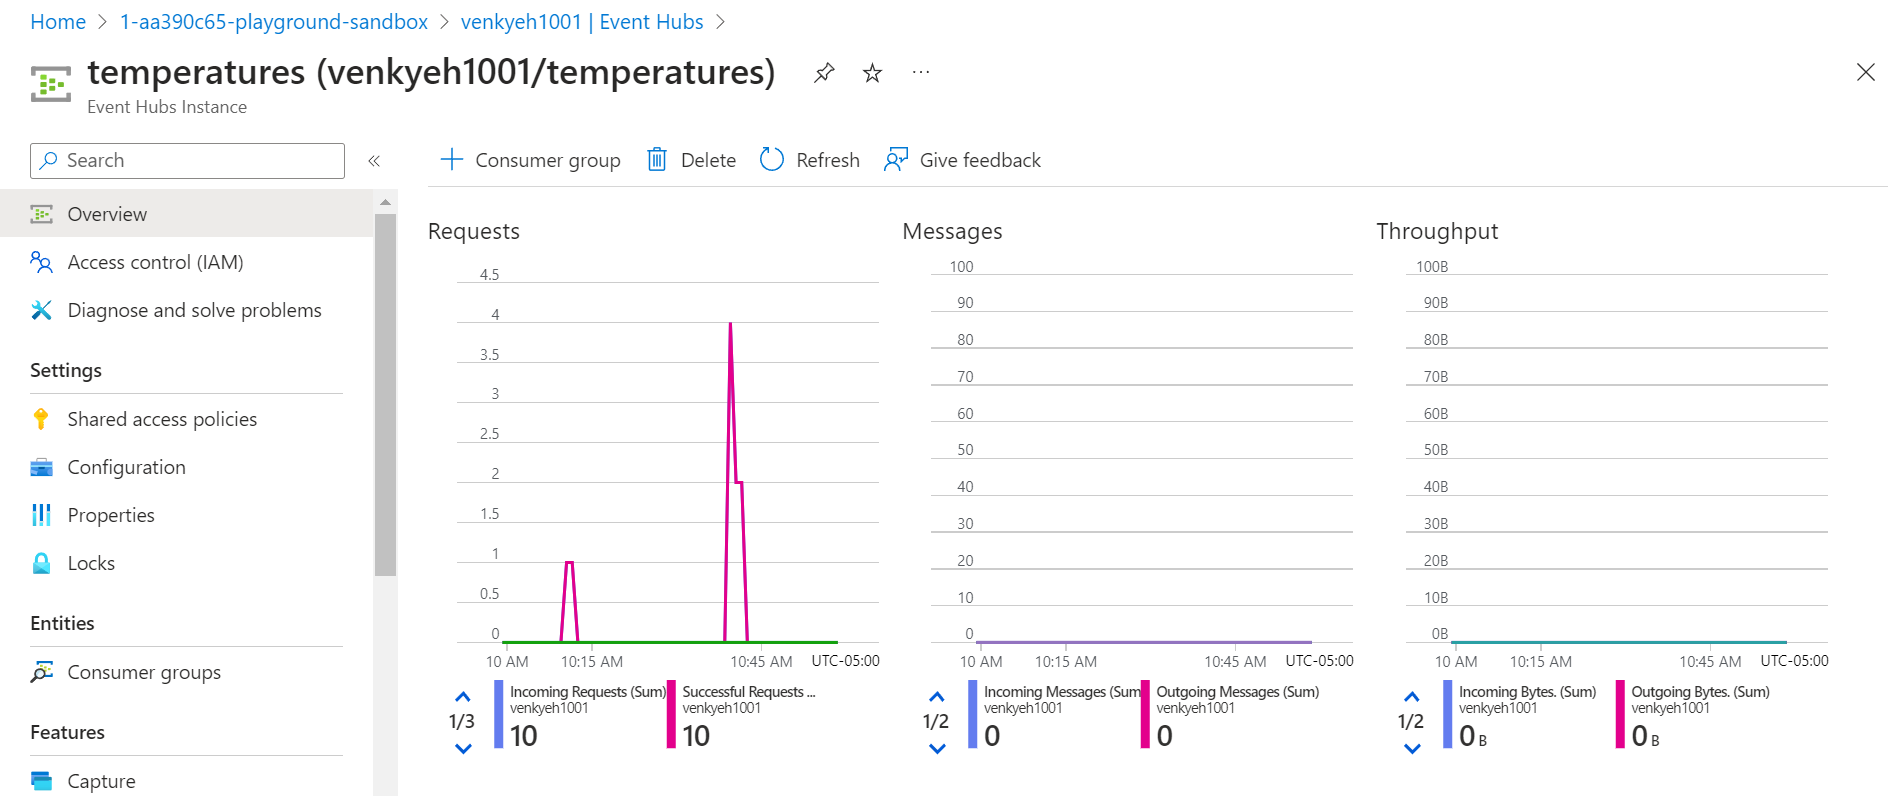 Home > 1-aa390c65-playground-sandbox > venkyeh1001 | Event Hubs >
temperatures (venkyeh1001/temperatures)
Event Hubs Instance
Search
Overview
Access control (IAM)
Diagnose and solve problems
Settings
Shared access policies
Configuration
Properties
Locks
Entities
Consumer groups
Features
Capture
Consumer group Delete Refresh Give feedback
Requests
4.5
4
3.5
3
2.5
2
1.5
1
0.5
0
10 AM 10:15 AM 10:45 AM UTC-05:00
1/3
Incoming Requests (Sum)
venkyeh1001
10
Successful Requests ...
venkyeh1001
10
Messages
100
90
80
70
60
50
40
30
20
10
0
10 AM 10:15 AM 10:45 AM UTC-05:00
1/2
Incoming Messages (Sum
venkyeh1001
0
Outgoing Messages (Sum)
venkyeh1001
0
Throughput
100B
90B
80B
70B
60B
50B
40B
30B
20B
10B
0B
10 AM 10:15 AM 10:45 AM UTC-05:00
1/2
Incoming Bytes. (Sum)
venkyeh1001
0 B
Outgoing Bytes. (Sum)
venkyeh1001
0 B